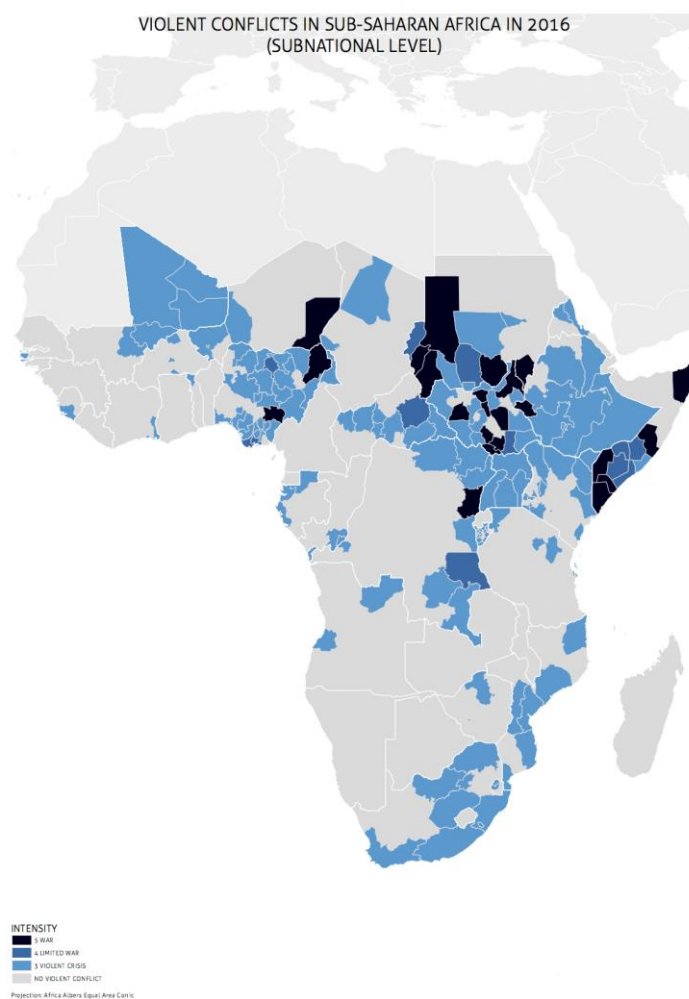 VIOLENT CONFLICTS IN SUB-SAHARAN AFRICA IN 2016
(SUBNATIONAL LEVEL)
INTENSITY
5 WAR
4 LIMITED WAR
3 VIOLENT CRISIS
NO VIOLENT CONFLICT
Projection: Africa Albers Equal Area Conic